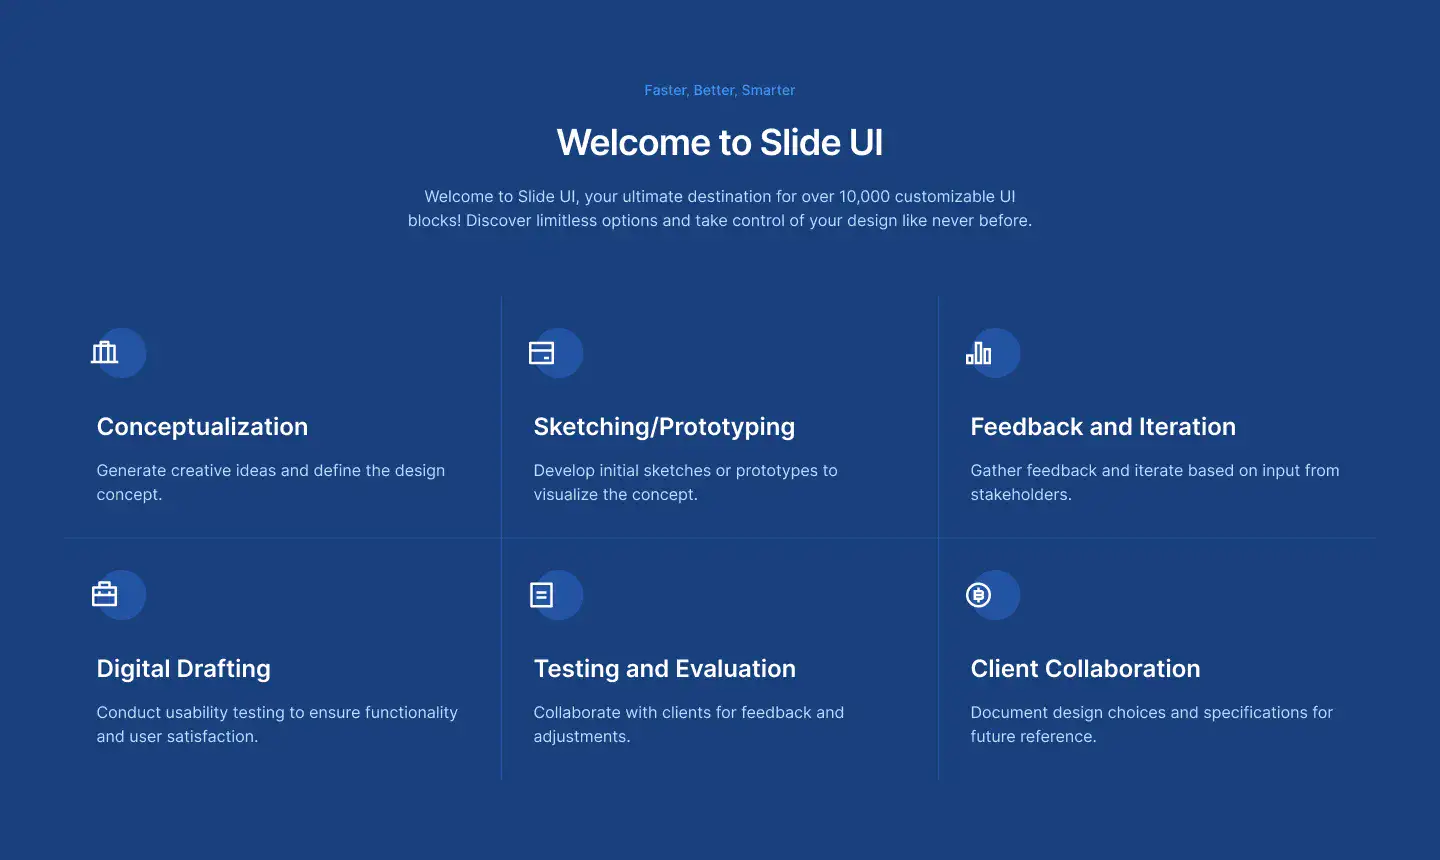 Faster, Better, Smarter
Welcome to Slide UI
Welcome to Slide UI, your ultimate destination for over 10,000 customizable UI
blocks! Discover limitless options and take control of your design like never before.
Conceptualization
Generate creative ideas and define the design
concept.
Sketching/Prototyping
Develop initial sketches or prototypes to
visualize the concept.
Feedback and Iteration
Gather feedback and iterate based on input from
stakeholders.
Digital Drafting
Conduct usability testing to ensure functionality
and user satisfaction.
Testing and Evaluation
Collaborate with clients for feedback and
adjustments.
Client Collaboration
Document design choices and specifications for
future reference.